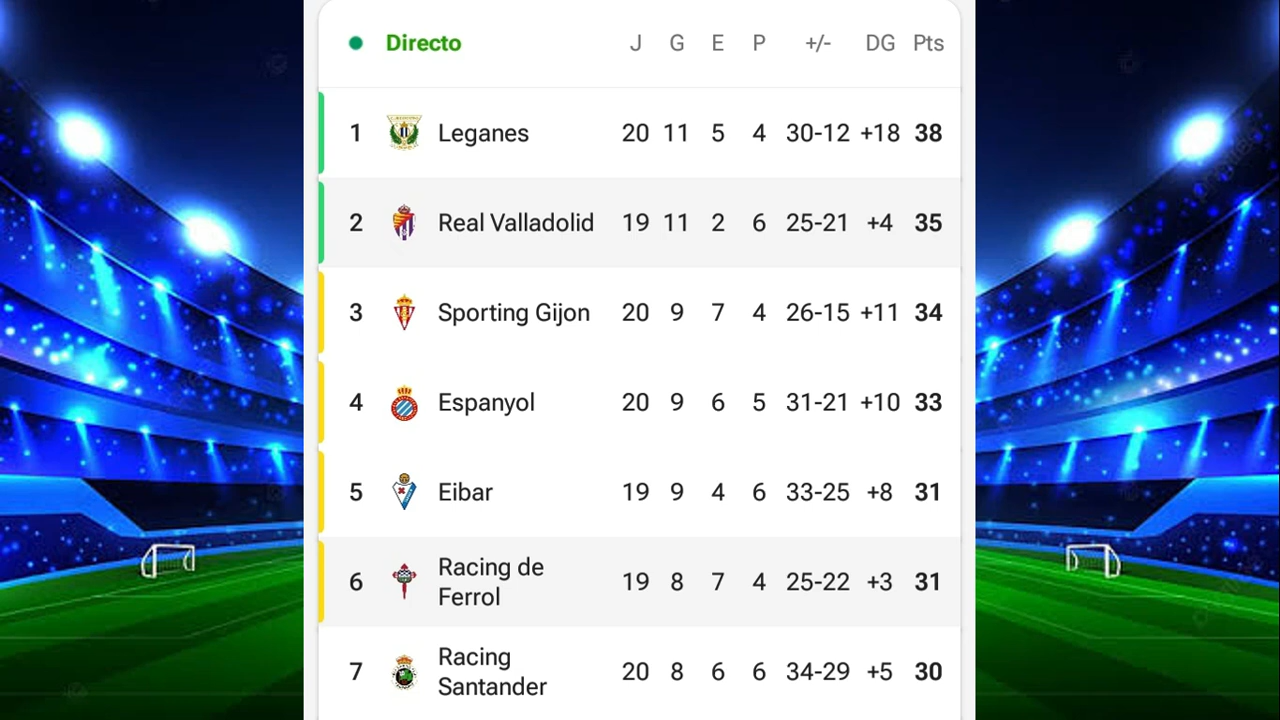 Directo J G E P +/- DG Pts
1 Leganes 20 11 5 4 30-12 +18 38
2 Real Valladolid 19 11 2 6 25-21 +4 35
3 Sporting Gijon 20 9 7 4 26-15 +11 34
4 Espanyol 20 9 6 5 31-21 +10 33
5 Eibar 19 9 4 6 33-25 +8 31
6 Racing de
Ferrol 19 8 7 4 25-22 +3 31
7 Racing
Santander 20 8 6 6 34-29 +5 30